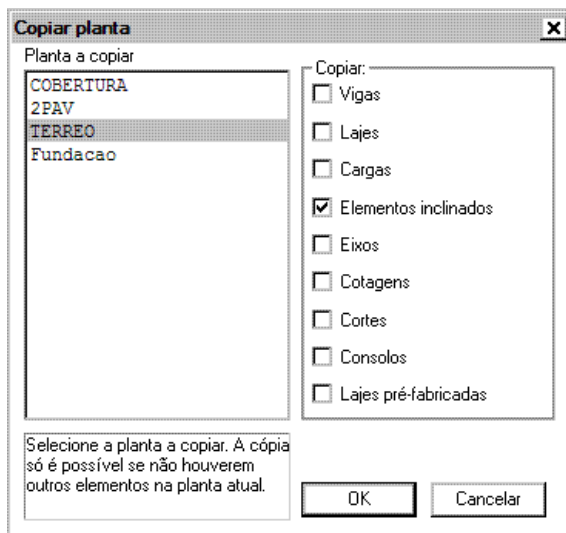 Copiar planta
Planta a copiar
COBERTURA
2PAV
TERREO
Fundacao
Copiar:
Vigas
Lajes
Cargas
Elementos inclinados
Eixos
Cotagens
Cortes
Consolos
Lajes pré-fabricadas
Selecione a planta a copiar. A cópia
só é possível se não houverem
outros elementos na planta atual.
OK
Cancelar